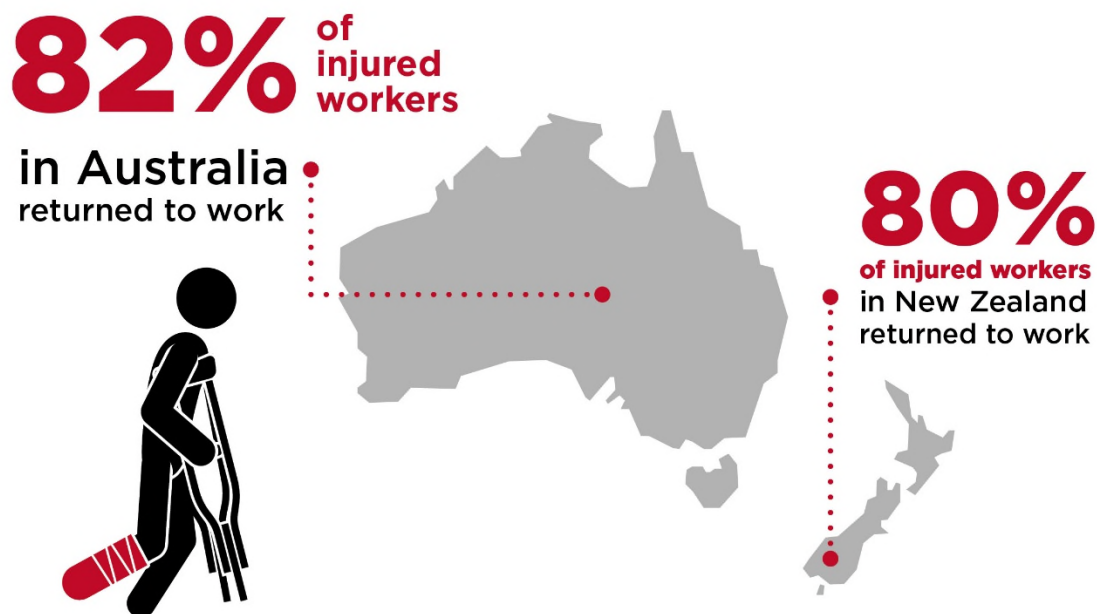 82% of
injured
workers
in Australia
returned to work
80%
of injured workers
in New Zealand
returned to work